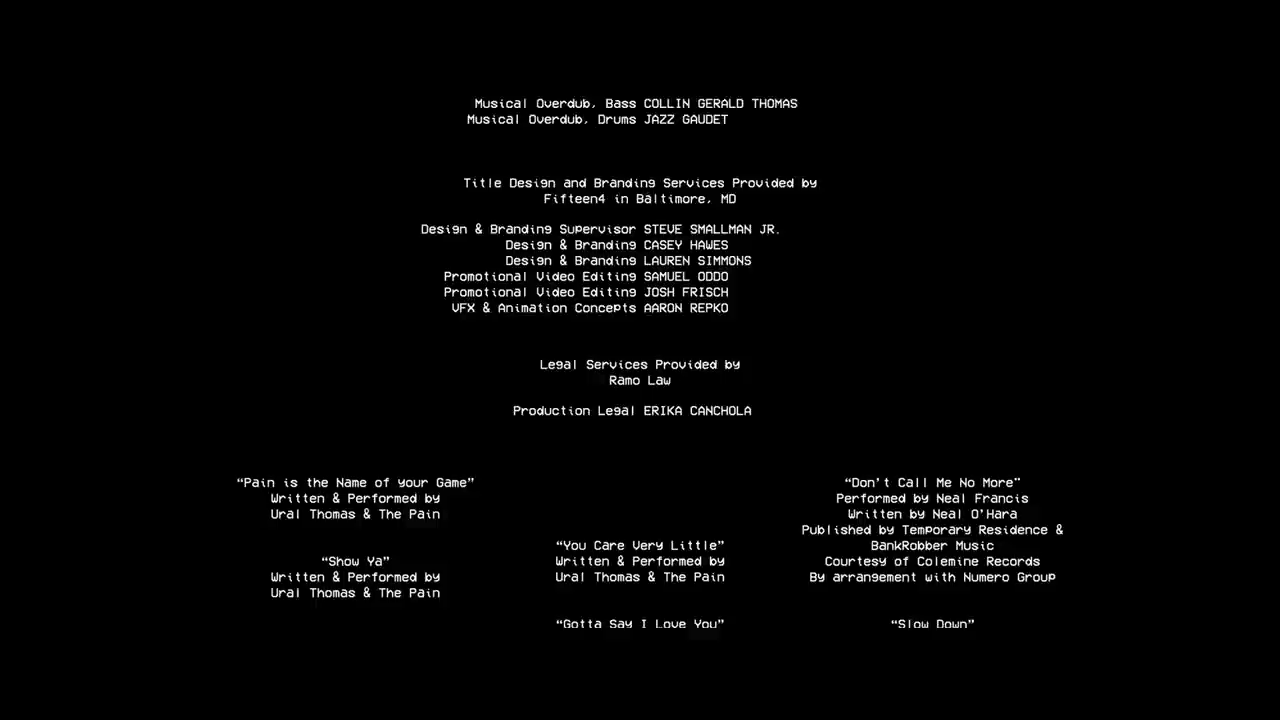 Musical Overdub, Bass COLLIN GERALD THOMAS
Musical Overdub, Drums JAZZ GAUDET
Title Design and Branding Services Provided by
Fifteen4 in Baltimore, MD
Design & Branding Supervisor STEVE SMALLMAN JR.
Design & Branding CASEY HAWES
Design & Branding LAUREN SIMMONS
Promotional Video Editing SAMUEL ODDO
Promotional Video Editing JOSH FRISCH
VFX & Animation Concepts AARON REPKO
Legal Services Provided by
Ramo Law
Production Legal ERIKA CANCHOLA
“Pain is the Name of your Game”
Written & Performed by
Ural Thomas & The Pain
“Show Ya”
Written & Performed by
Ural Thomas & The Pain
“You Care Very Little”
Written & Performed by
Ural Thomas & The Pain
“Gotta Say I Love You”
“Don’t Call Me No More”
Performed by Neal Francis
Written by Neal O’Hara
Published by Temporary Residence &
BankRobber Music
Courtesy of Colemine Records
By arrangement with Numero Group
“Slow Down”